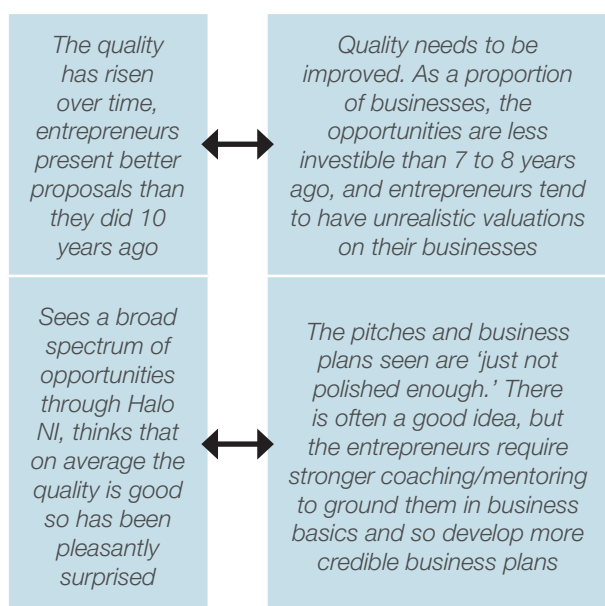 The quality
has risen
over time,
entrepreneurs
present better
proposals than
they did 10
years ago
Quality needs to be
improved. As a proportion
of businesses, the
opportunities are less
investible than 7 to 8 years
ago, and entrepreneurs tend
to have unrealistic valuations
on their businesses
Sees a broad
spectrum of
opportunities
through Halo
NI, thinks that
on average the
quality is good
so has been
pleasantly
surprised
The pitches and business
plans seen are ‘just not
polished enough.’ There
is often a good idea, but
the entrepreneurs require
stronger coaching/mentoring
to ground them in business
basics and so develop more
credible business plans